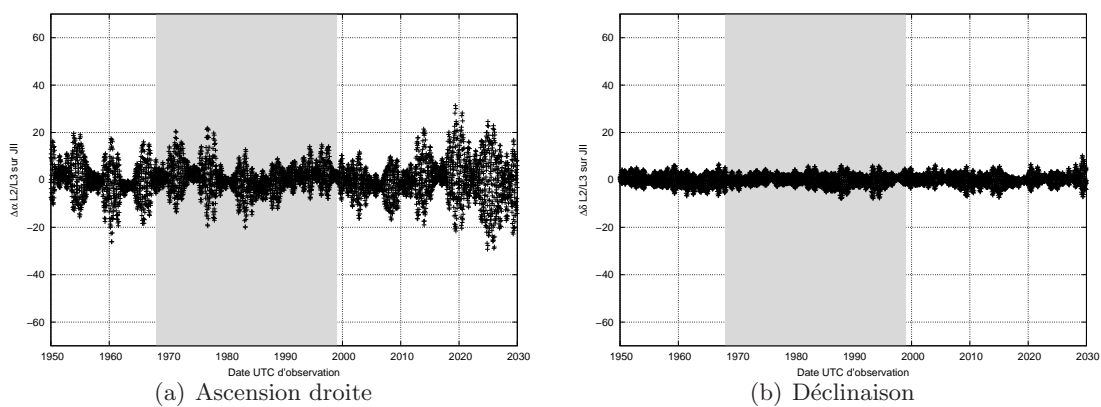 60
40
20
0
−20
−40
−60
1950 1960 1970 1980 1990 2000 2010 2020 2030
Δα L2/L3 sur JII
Date UTC d'observation
(a) Ascension droite
60
40
20
0
−20
−40
−60
1950 1960 1970 1980 1990 2000 2010 2020 2030
Δδ L2/L3 sur JII
Date UTC d'observation
(b) Déclinaison